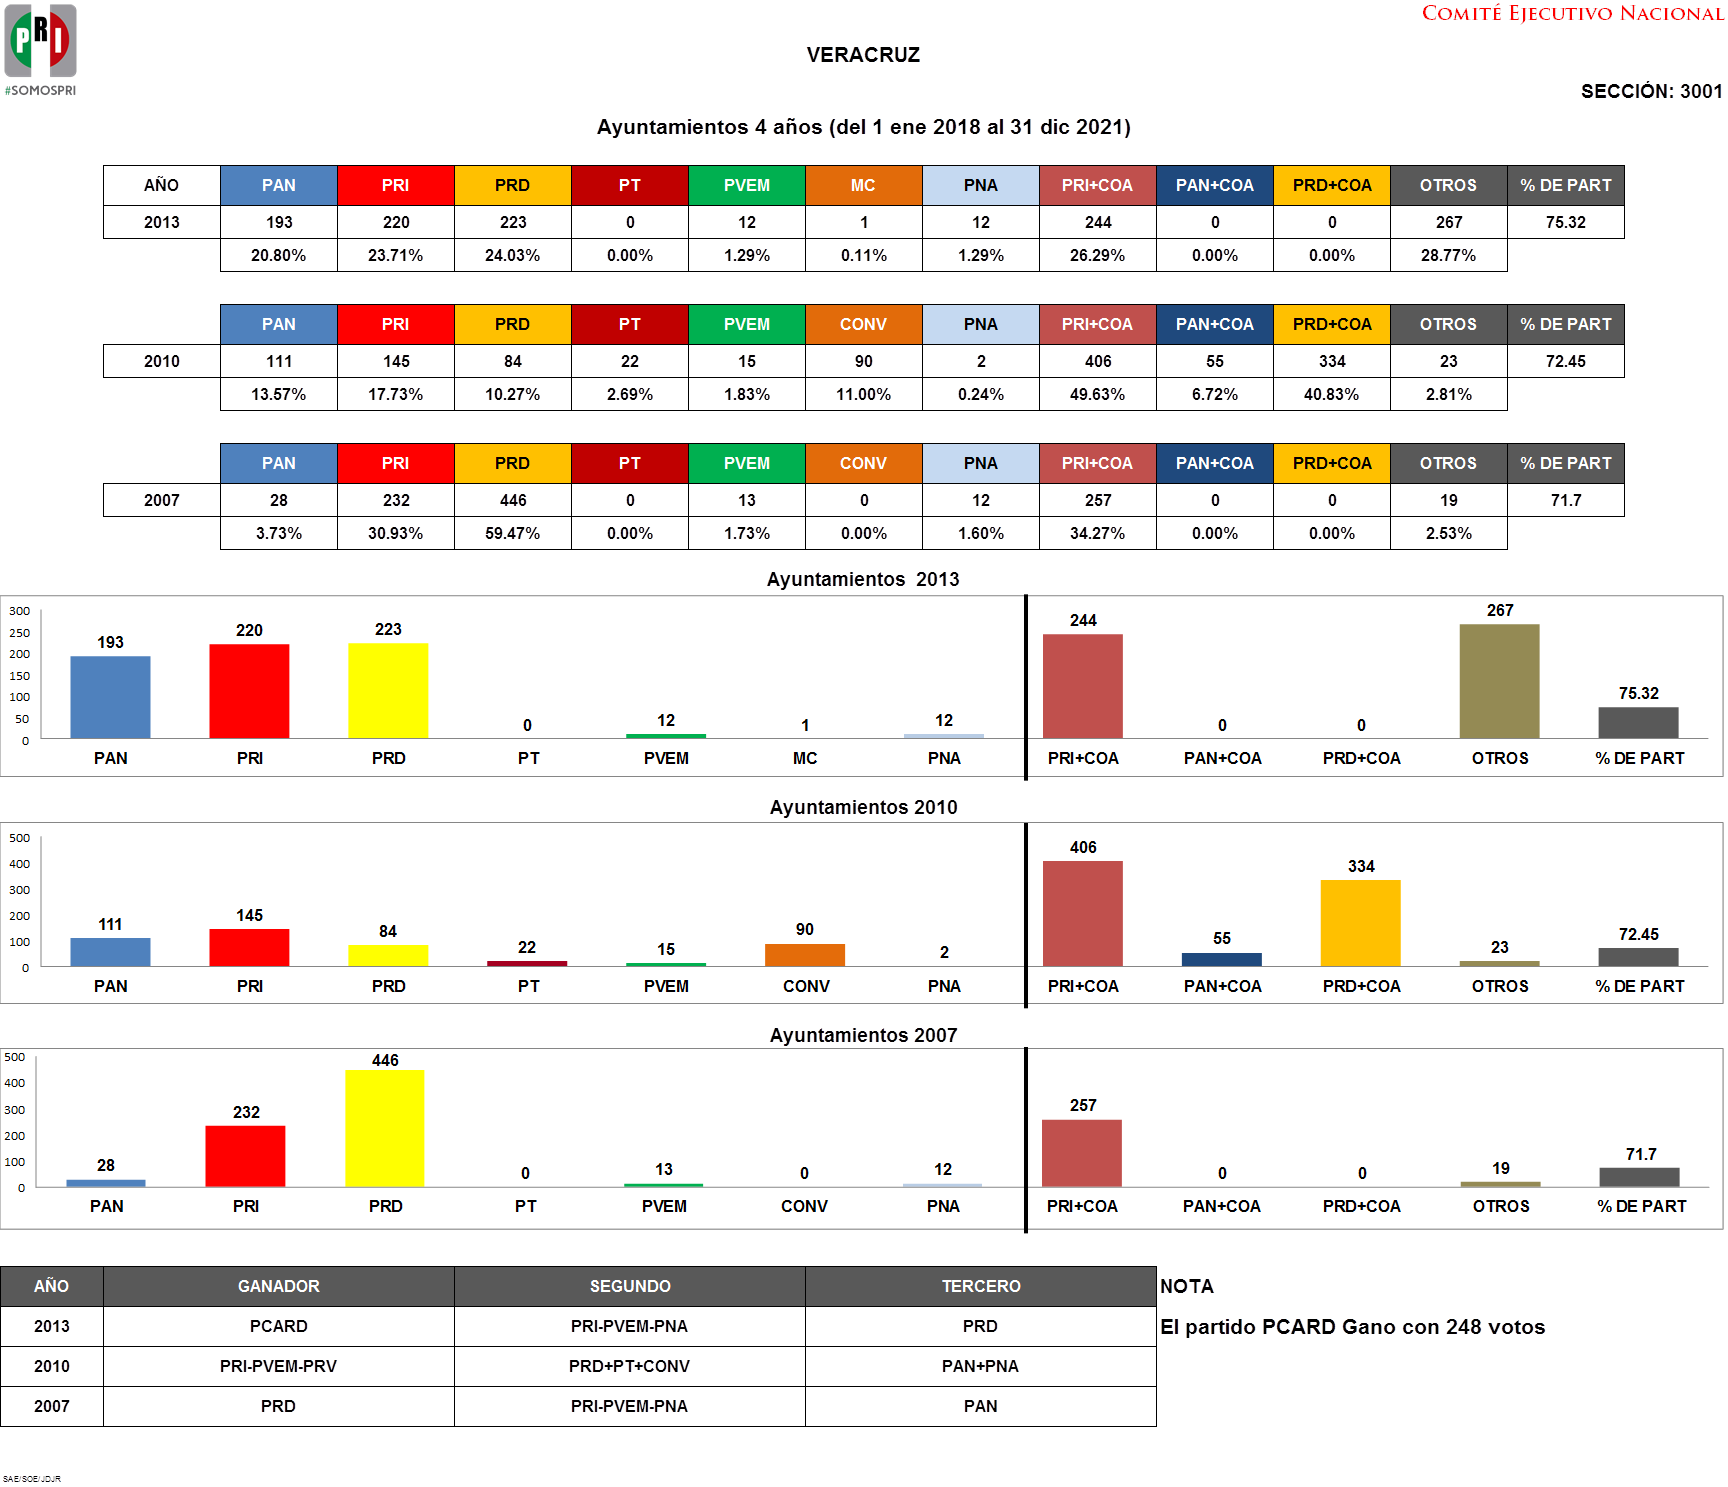 COMITÉ EJECUTIVO NACIONAL
PRI
#SOMOSPRI
VERACRUZ
SECCIÓN: 3001
Ayuntamientos 4 años (del 1 ene 2018 al 31 dic 2021)
AÑO PAN PRI PRD PT PVEM MC PNA PRI+COA PAN+COA PRD+COA OTROS % DE PART
2013 193 220 223 0 12 1 12 244 0 0 267 75.32
20.80% 23.71% 24.03% 0.00% 1.29% 0.11% 1.29% 26.29% 0.00% 0.00% 28.77%
PAN PRI PRD PT PVEM CONV PNA PRI+COA PAN+COA PRD+COA OTROS % DE PART
2010 111 145 84 22 15 90 2 406 55 334 23 72.45
13.57% 17.73% 10.27% 2.69% 1.83% 11.00% 0.24% 49.63% 6.72% 40.83% 2.81%
PAN PRI PRD PT PVEM CONV PNA PRI+COA PAN+COA PRD+COA OTROS % DE PART
2007 28 232 446 0 13 0 12 257 0 0 19 71.7
3.73% 30.93% 59.47% 0.00% 1.73% 0.00% 1.60% 34.27% 0.00% 0.00% 2.53%
Ayuntamientos 2013
300
250
200
150
100
50
0
193 220 223 0 12 1 12 244 0 0 267 75.32
PAN PRI PRD PT PVEM MC PNA PRI+COA PAN+COA PRD+COA OTROS % DE PART
Ayuntamientos 2010
500
400
300
200
100
0
111 145 84 22 15 90 2 406 55 334 23 72.45
PAN PRI PRD PT PVEM CONV PNA PRI+COA PAN+COA PRD+COA OTROS % DE PART
Ayuntamientos 2007
500
400
300
200
100
0
28 232 446 0 13 0 12 257 0 0 19 71.7
PAN PRI PRD PT PVEM CONV PNA PRI+COA PAN+COA PRD+COA OTROS % DE PART
AÑO GANADOR SEGUNDO TERCERO NOTA
2013 PCARD PRI-PVEM-PNA PRD El partido PCARD Gano con 248 votos
2010 PRI-PVEM-PRV PRD+PT+CONV PAN+PNA
2007 PRD PRI-PVEM-PNA PAN
SAE/SOE/JDJR